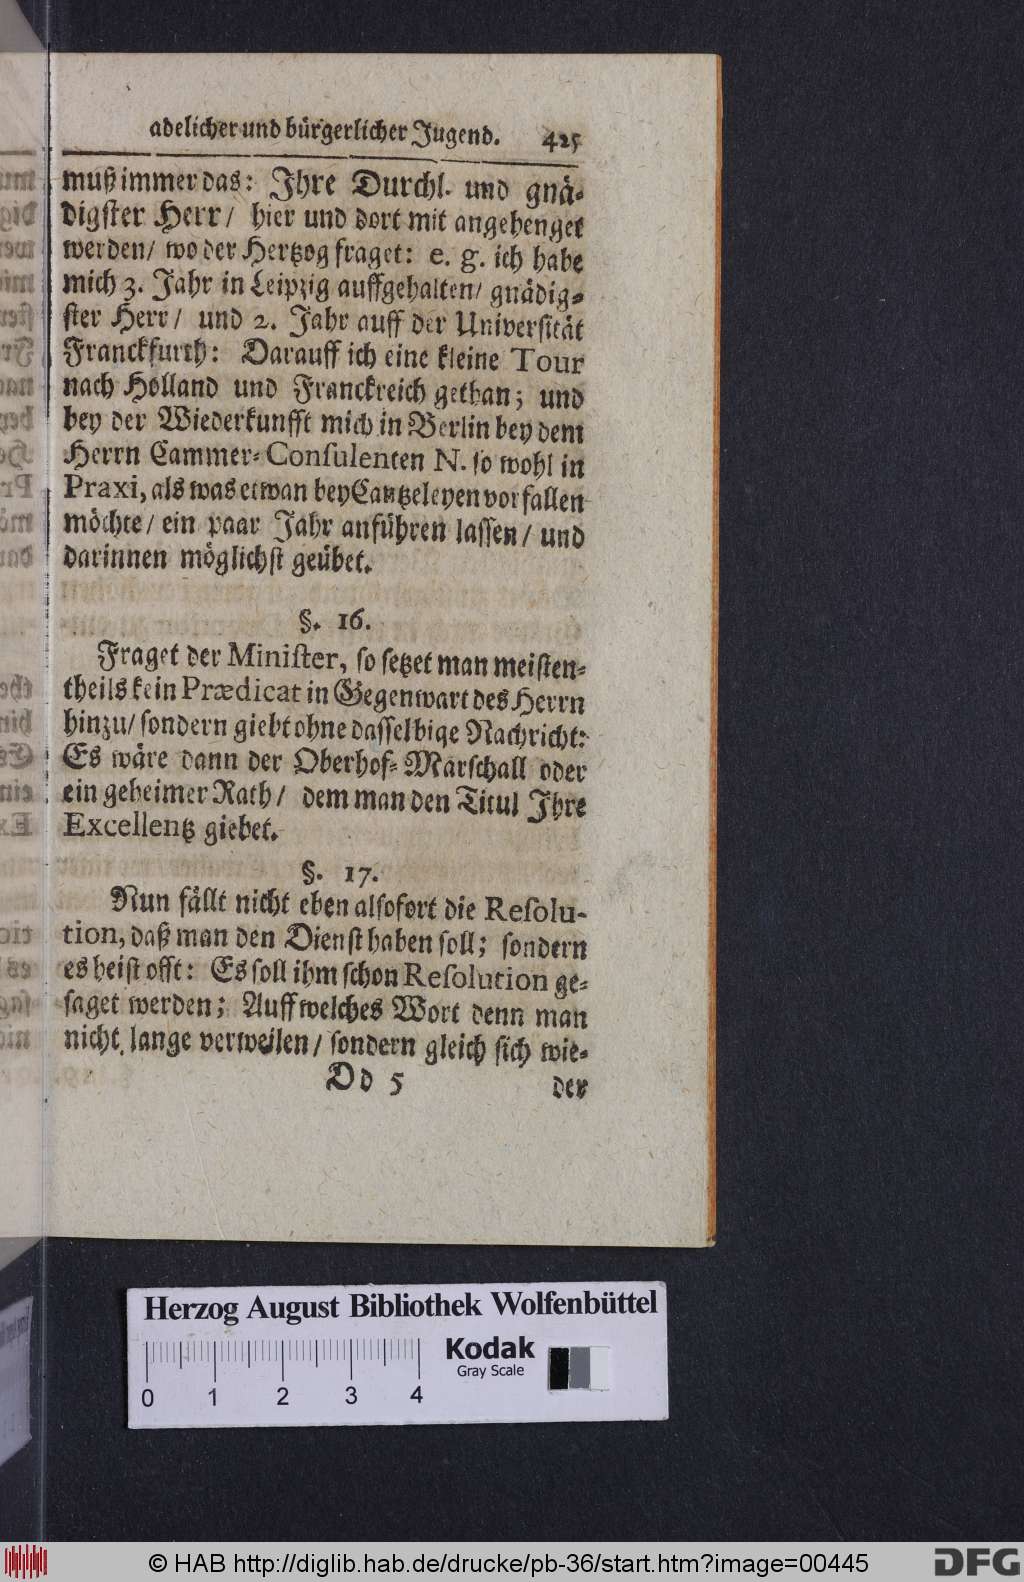 adelicher und bürgerlicher Jugend. 425
muß immer das: Ihre Durchl. und gnä-
digster Herr/ hier und dort mit angehenget
werden/ wo der Hertzog fraget: e. g. ich habe
mich 3. Jahr in Leipzig auffgehalten/ gnädig-
ster Herr/ und 2. Jahr auff der Universität
Franckfurth: Darauff ich eine kleine Tour
nach Holland und Franckreich gethan; und
bey der Wiederkunfft mich in Berlin bey dem
Herrn Cammer-Consulenten N. so wohl in
Praxi, als was etwan bey Cantzeleyen vorfallen
möchte/ ein paar Jahr anführen lassen/ und
darinnen möglichst geübet.
§. 16.
Fraget der Minister, so setzet man meisten-
theils kein Prædicat in Gegenwart des Herrn
hinzu/ sondern giebt ohne dasselbige Nachricht:
Es wäre dann der Oberhof-Marschall oder
ein geheimer Rath/ dem man den Titul Ihre
Excellentz giebet.
§. 17.
Nun fällt nicht eben alsofort die Resolu-
tion, daß man den Dienst haben soll; sondern
es heist offt: Es soll ihm schon Resolution ge-
saget werden; Auff welches Wort denn man
nicht lange verweilen/ sondern gleich sich wie-
Dd 5 der
Herzog August Bibliothek Wolfenbüttel
Kodak
Gray Scale
0 1 2 3 4
© HAB http://diglib.hab.de/drucke/pb-36/start.htm?image=00445
DFG